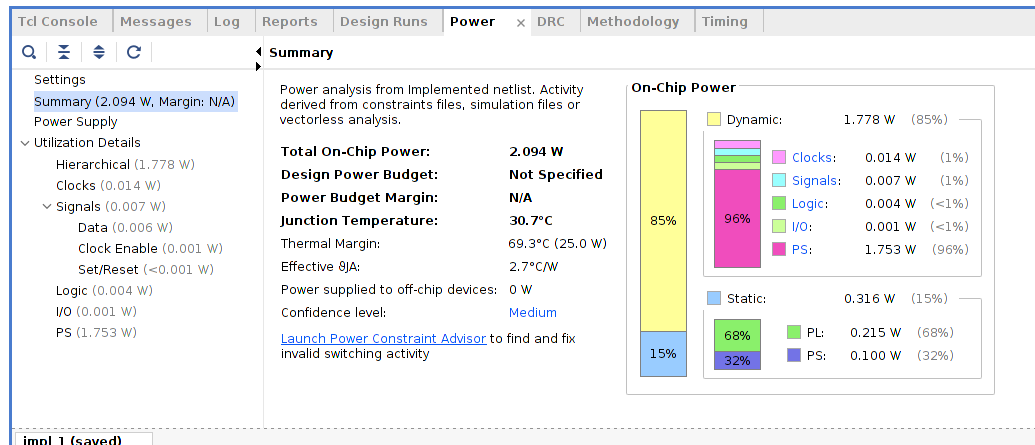 Tcl Console Messages Log Reports Design Runs Power × DRC Methodology Timing
Summary
Settings
Summary (2.094 W, Margin: N/A)
Power Supply
Utilization Details
Hierarchical (1.778 W)
Clocks (0.014 W)
Signals (0.007 W)
Data (0.006 W)
Clock Enable (0.001 W)
Set/Reset (<0.001 W)
Logic (0.004 W)
I/O (0.001 W)
PS (1.753 W)
Power analysis from Implemented netlist. Activity
derived from constraints files, simulation files or
vectorless analysis.
Total On-Chip Power: 2.094 W
Design Power Budget: Not Specified
Power Budget Margin: N/A
Junction Temperature: 30.7°C
Thermal Margin: 69.3°C (25.0 W)
Effective ϑJA: 2.7°C/W
Power supplied to off-chip devices: 0 W
Confidence level: Medium
Launch Power Constraint Advisor to find and fix
invalid switching activity
On-Chip Power
85%
15%
Dynamic: 1.778 W (85%)
96%
Clocks: 0.014 W (1%)
Signals: 0.007 W (1%)
Logic: 0.004 W (<1%)
I/O: 0.001 W (<1%)
PS: 1.753 W (96%)
Static: 0.316 W (15%)
68%
32%
PL: 0.215 W (68%)
PS: 0.100 W (32%)
impl_1 (saved)